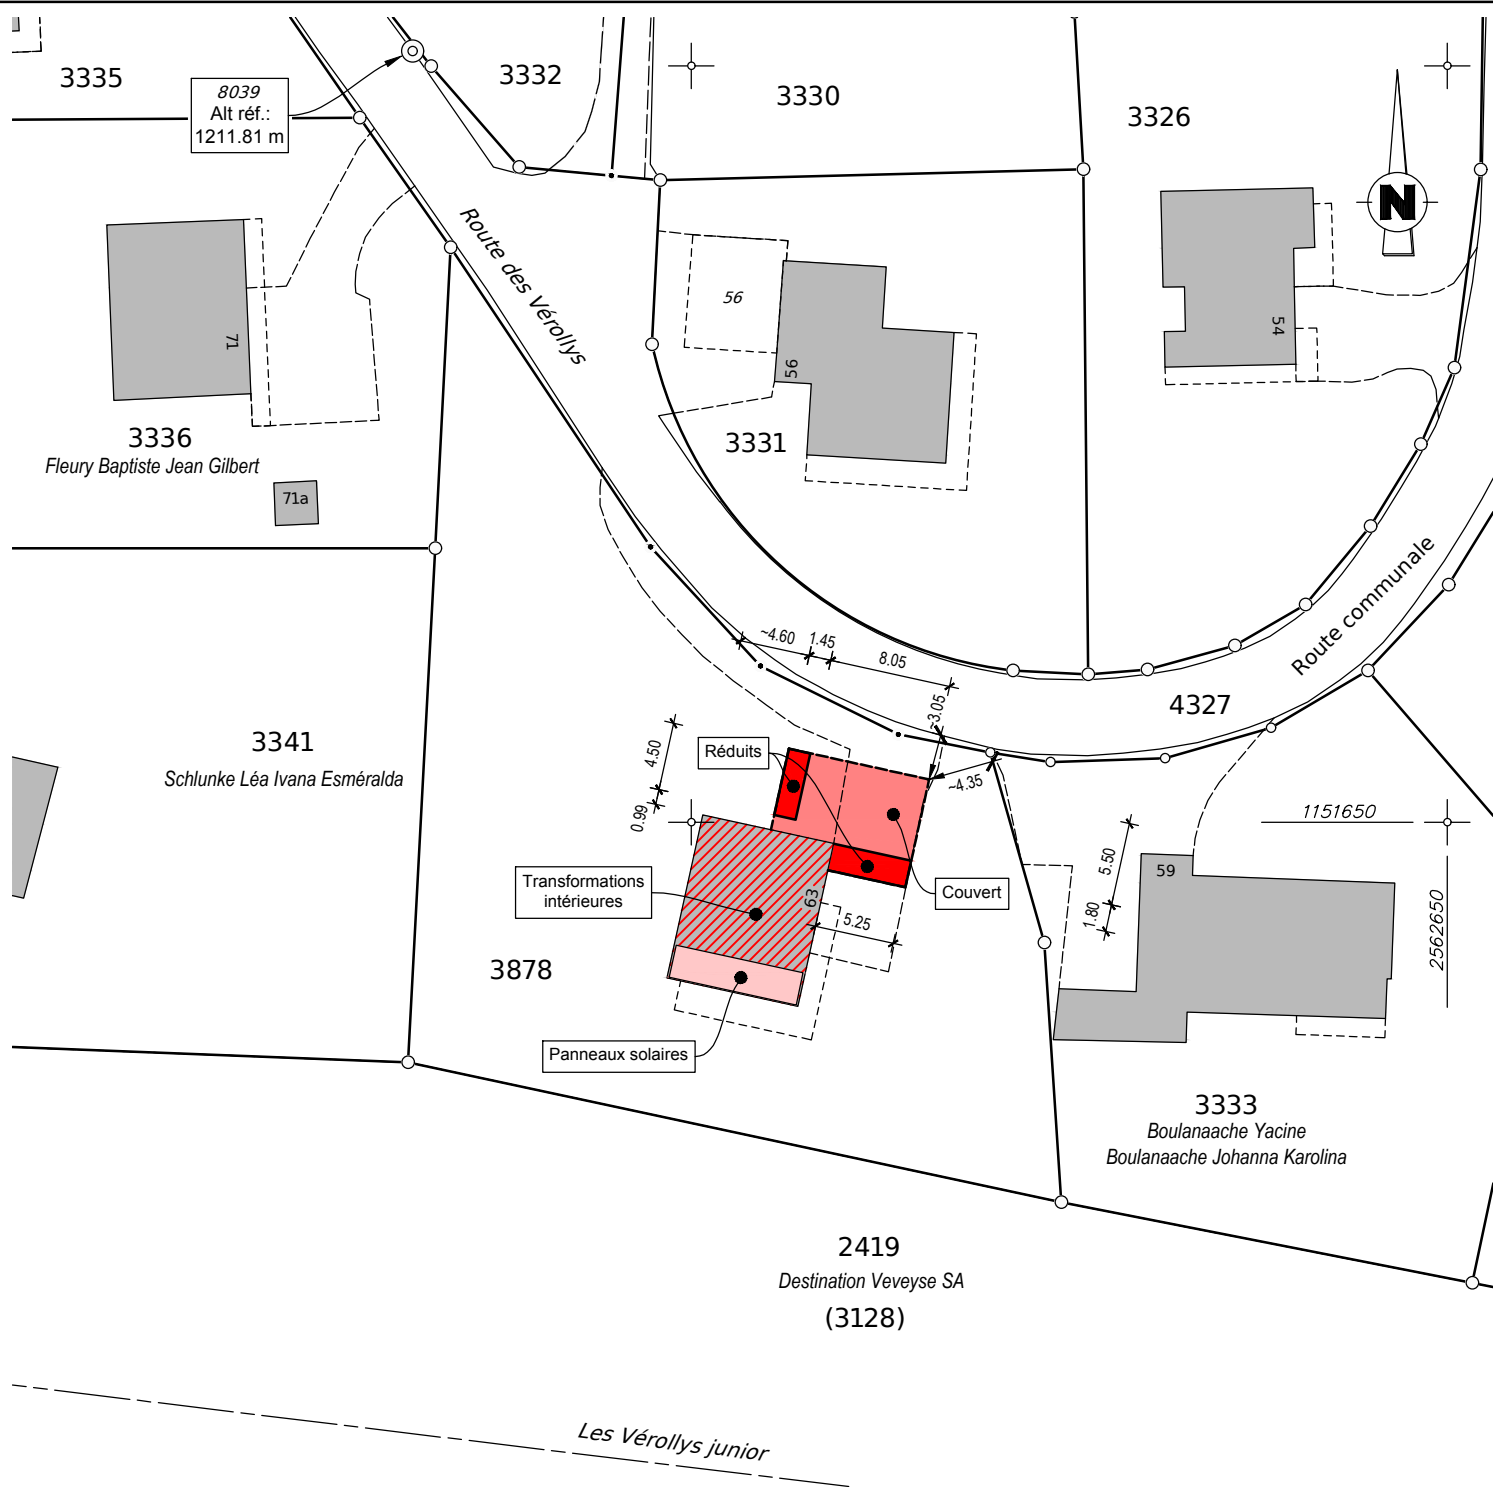 3335
3332
3330
3326
8039
Alt réf.:
1211.81 m
N
Route des Vérollys
56
71
56
54
3336
Fleury Baptiste Jean Gilbert
3331
71a
Route communale
~4.60
1.45
8.05
~3.05
4327
3341
Schlunke Léa Ivana Esméralda
4.50
Réduits
~4.35
0.99
1151650
5.50
59
Transformations
intérieures
63
Couvert
1.80
5.25
2562650
3878
Panneaux solaires
3333
Boulanaache Yacine
Boulanaache Johanna Karolina
2419
Destination Veveyse SA
(3128)
Les Vérollys junior